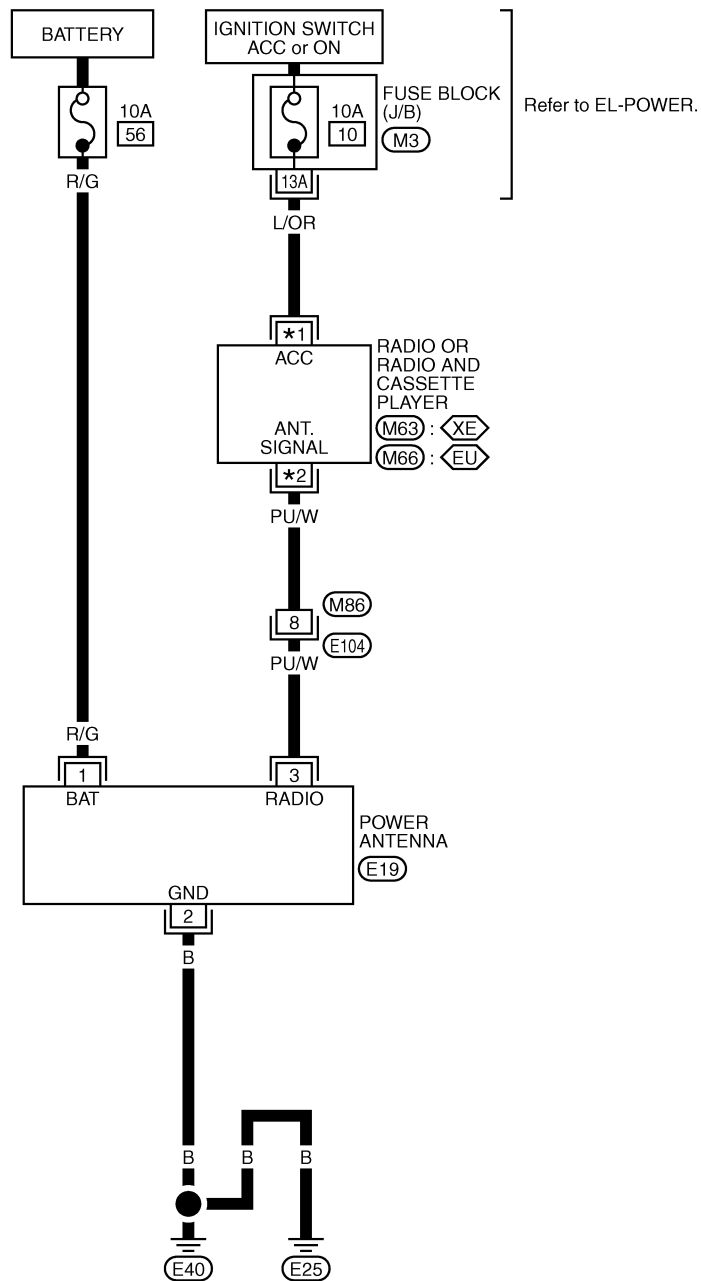 BATTERY
IGNITION SWITCH
ACC or ON
10A
56
10A
10
FUSE BLOCK
(J/B)
M3
Refer to EL-POWER.
R/G
13A
L/OR
*1
ACC
RADIO OR
RADIO AND
CASSETTE
PLAYER
M63 : XE
M66 : EU
ANT.
SIGNAL
*2
PU/W
8
M86
E104
PU/W
R/G
1
BAT
3
RADIO
POWER
ANTENNA
E19
GND
2
B
B
B
B
E40
E25